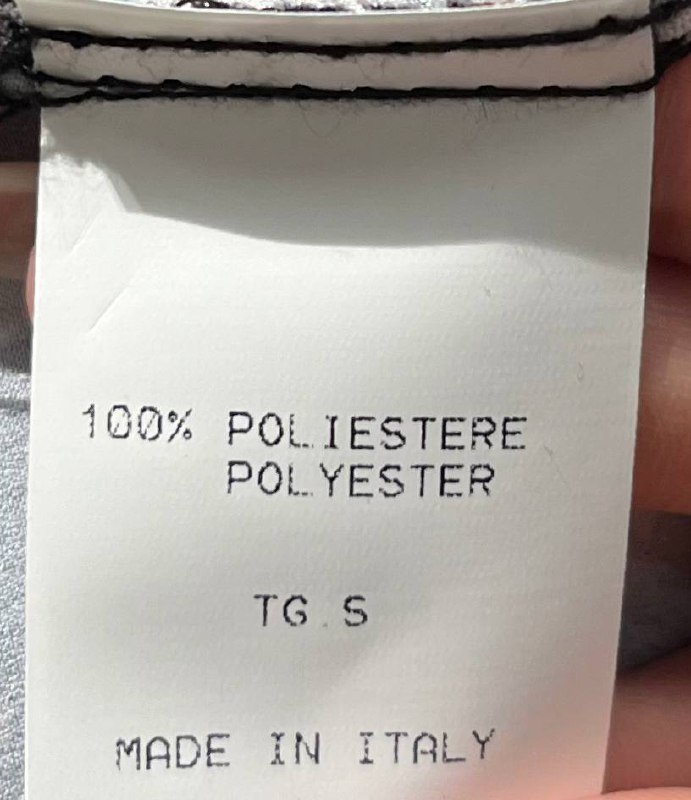 100% POLIESTERE
POLYESTER
TG.S
MADE IN ITALY